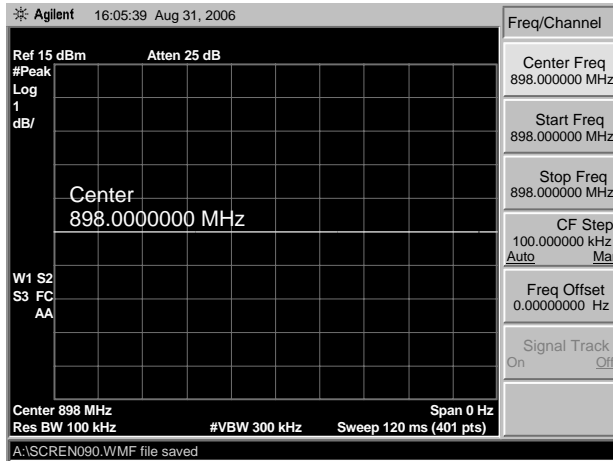 Agilent 16:05:39 Aug 31, 2006
Freq/Channel
Ref 15 dBm Atten 25 dB
#Peak
Log
1
dB/
Center
898.0000000 MHz
W1 S2
S3 FC
AA
Center 898 MHz Span 0 Hz
Res BW 100 kHz #VBW 300 kHz Sweep 120 ms (401 pts)
A:\SCREN090.WMF file saved
Center Freq
898.000000 MHz
Start Freq
898.000000 MHz
Stop Freq
898.000000 MHz
CF Step
100.000000 kHz
Auto Ma
Freq Offset
0.00000000 Hz
Signal Track
On Off